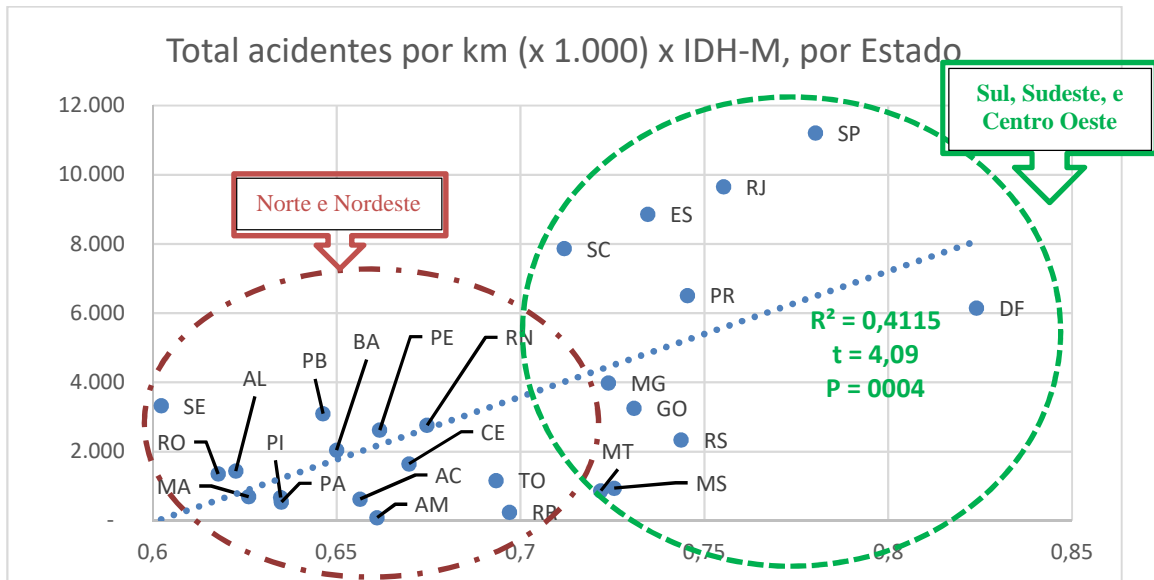 Total acidentes por km (x 1.000) x IDH-M, por Estado
Sul, Sudeste, e
Centro Oeste
Norte e Nordeste
12.000
10.000
8.000
6.000
4.000
2.000
-
SP
RJ
ES
SC
PR
DF
R² = 0,4115
t = 4,09
P = 0004
BA
PE
RN
PB
AL
SE
MG
GO
RO
PI
CE
MT
RS
MA
PA
AC
TO
MS
AM
RR
0,6
0,65
0,7
0,75
0,8
0,85